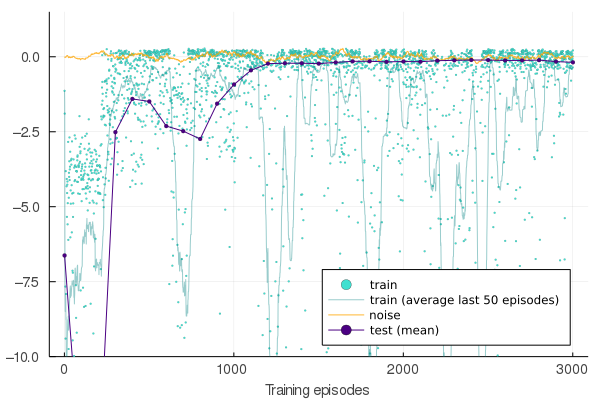 0.0
−2.5
−5.0
−7.5
−10.0
train
train (average last 50 episodes)
noise
test (mean)
0
1000
2000
3000
Training episodes